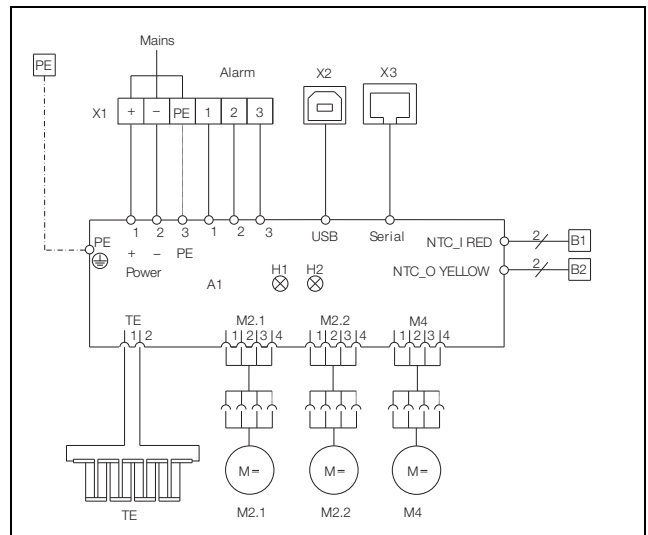 Mains
PE
Alarm
X2
X3
X1 + – PE 1 2 3
1 2 3 1 2 3
USB
Serial
PE
+ – PE
Power
NTC_I RED
2
B1
NTC_O YELLOW
2
B2
A1
H1
H2
TE
1 2
M2.1
1 2 3 4
M2.2
1 2 3 4
M4
1 2 3 4
M=
M=
M=
TE
M2.1
M2.2
M4